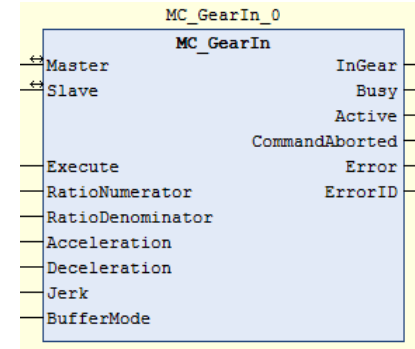 MC_GearIn_0
MC_GearIn
Master InGear
Slave Busy
Active
CommandAborted
Execute Error
RatioNumerator ErrorID
RatioDenominator
Acceleration
Deceleration
Jerk
BufferMode